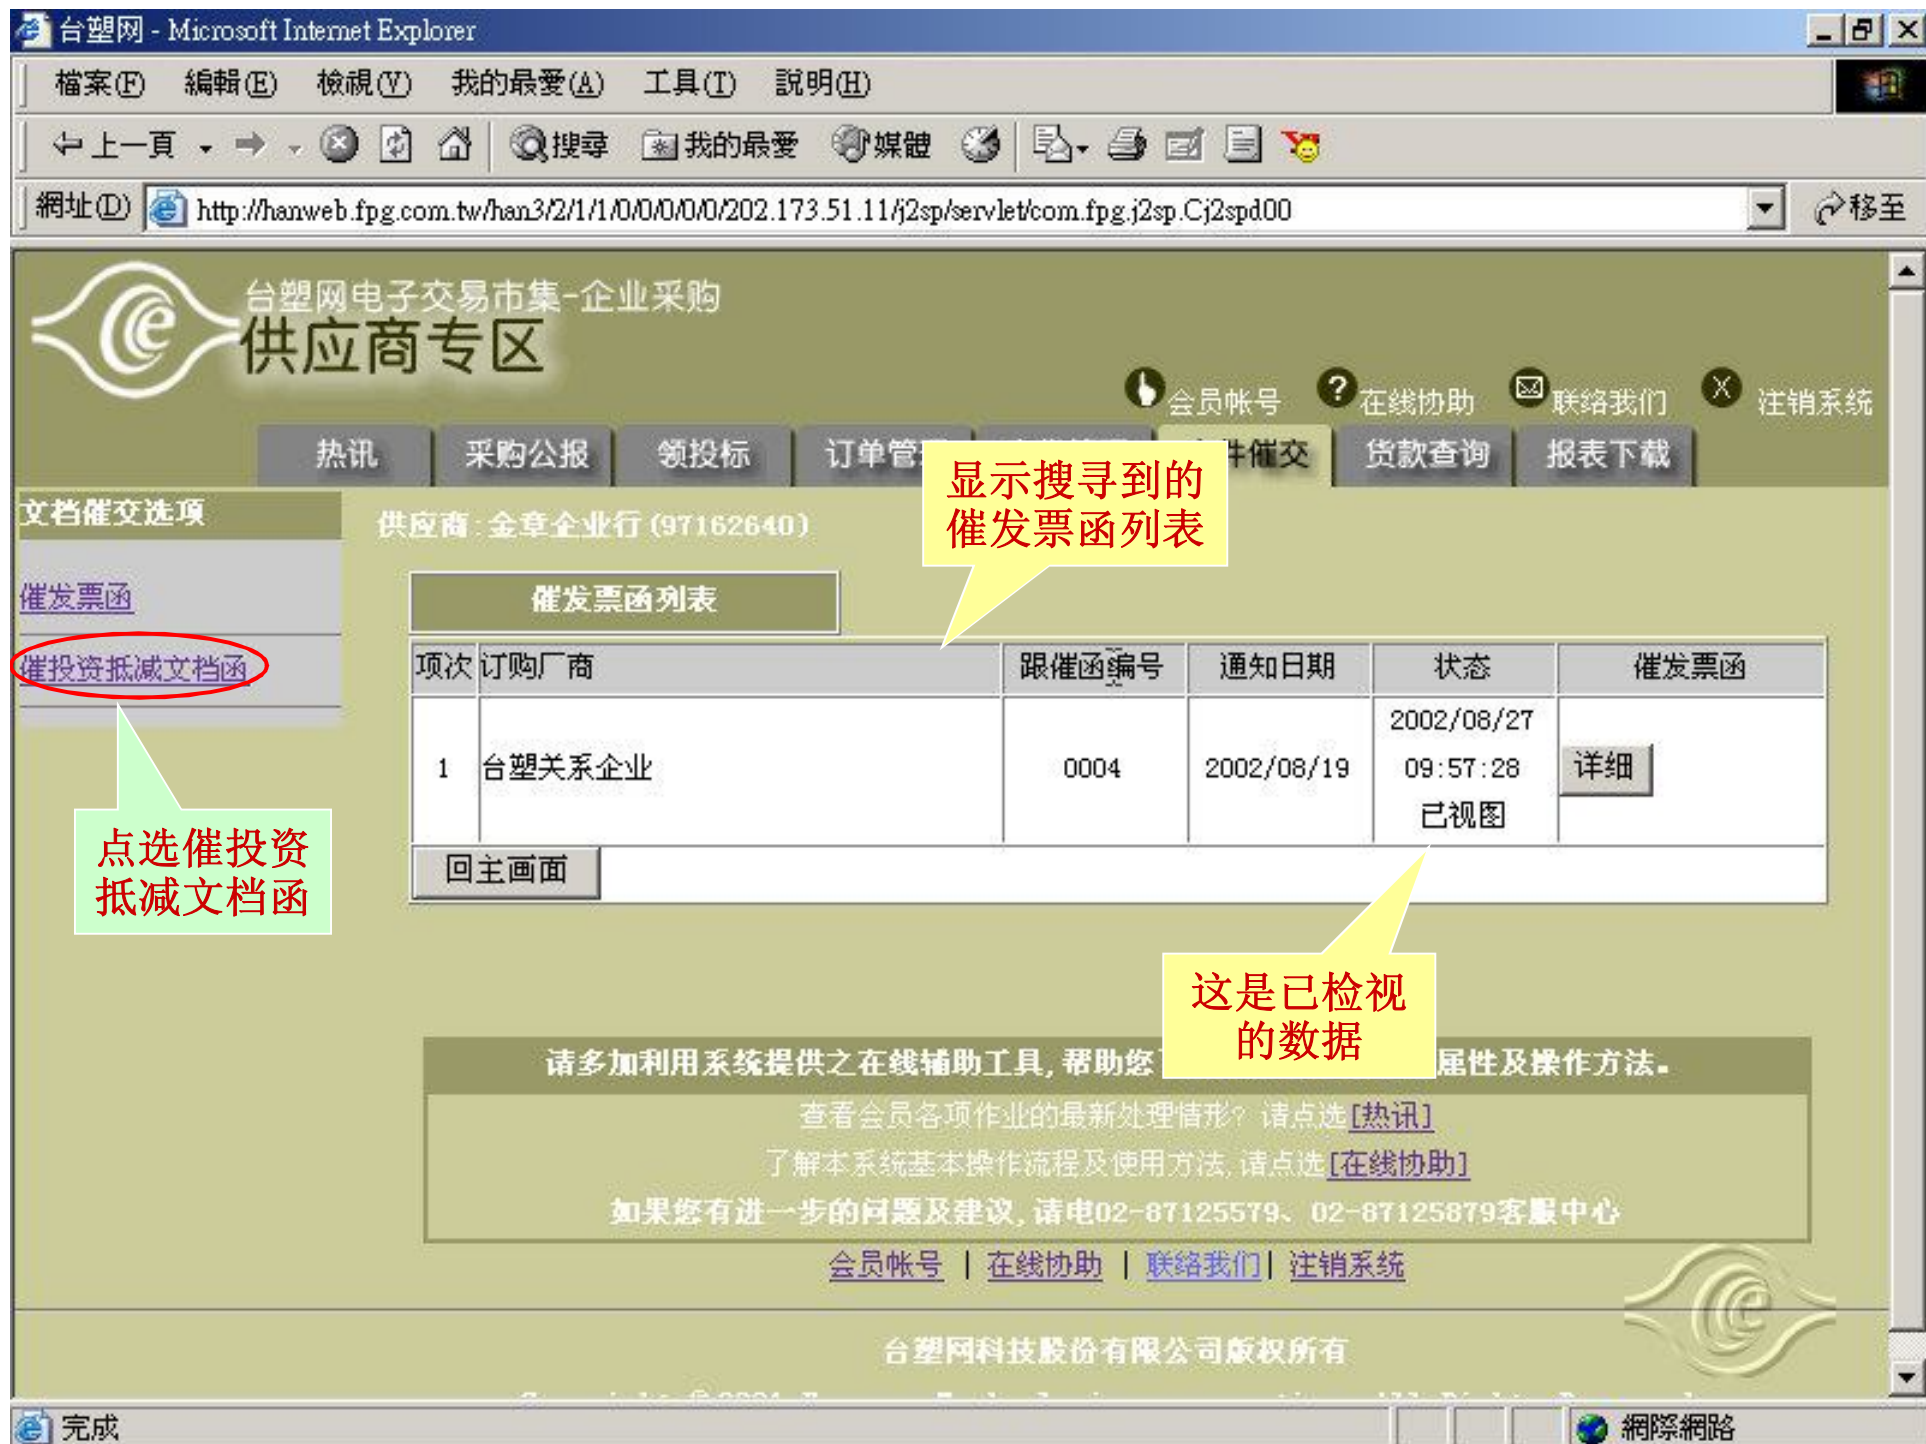 台塑网 - Microsoft Internet Explorer
檔案(F) 編輯(E) 檢視(V) 我的最愛(A) 工具(T) 說明(H)
上一頁 搜尋 我的最愛 媒體
網址(D) http://hanweb.fpg.com.tw/han3/2/1/1/0/0/0/0/0/202.173.51.11/j2sp/servlet/com.fpg.j2sp.Cj2spd00 移至
台塑网电子交易市集-企业采购
供应商专区
会员帐号 在线协助 联络我们 注销系统
热讯 采购公报 领投标 订单管 件催交 货款查询 报表下载
显示搜寻到的
催发票函列表
文档催交选项
供应商:金章企业行(97162640)
催发票函
催投资抵减文档函
催发票函列表
项次 订购厂商 跟催函编号 通知日期 状态 催发票函
1 台塑关系企业 0004 2002/08/19 2002/08/27 09:57:28 已视图 详细
回主画面
点选催投资
抵减文档函
这是已检视
的数据
请多加利用系统提供之在线辅助工具,帮助您 属性及操作方法。
查看会员各项作业的最新处理情形? 请点选[热讯]
了解本系统基本操作流程及使用方法,请点选[在线协助]
如果您有进一步的问题及建议,请电02-87125579、02-87125879客服中心
会员帐号 | 在线协助 | 联络我们 | 注销系统
台塑网科技股份有限公司版权所有
完成 網際網路